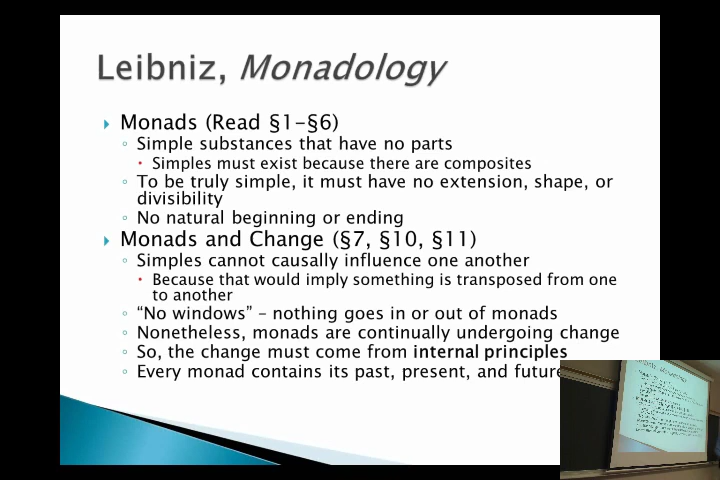 Leibniz, Monadology
Monads (Read §1-§6)
Simple substances that have no parts
Simples must exist because there are composites
To be truly simple, it must have no extension, shape, or
divisibility
No natural beginning or ending
Monads and Change (§7, §10, §11)
Simples cannot causally influence one another
Because that would imply something is transposed from one
to another
“No windows” – nothing goes in or out of monads
Nonetheless, monads are continually undergoing change
So, the change must come from internal principles
Every monad contains its past, present, and future